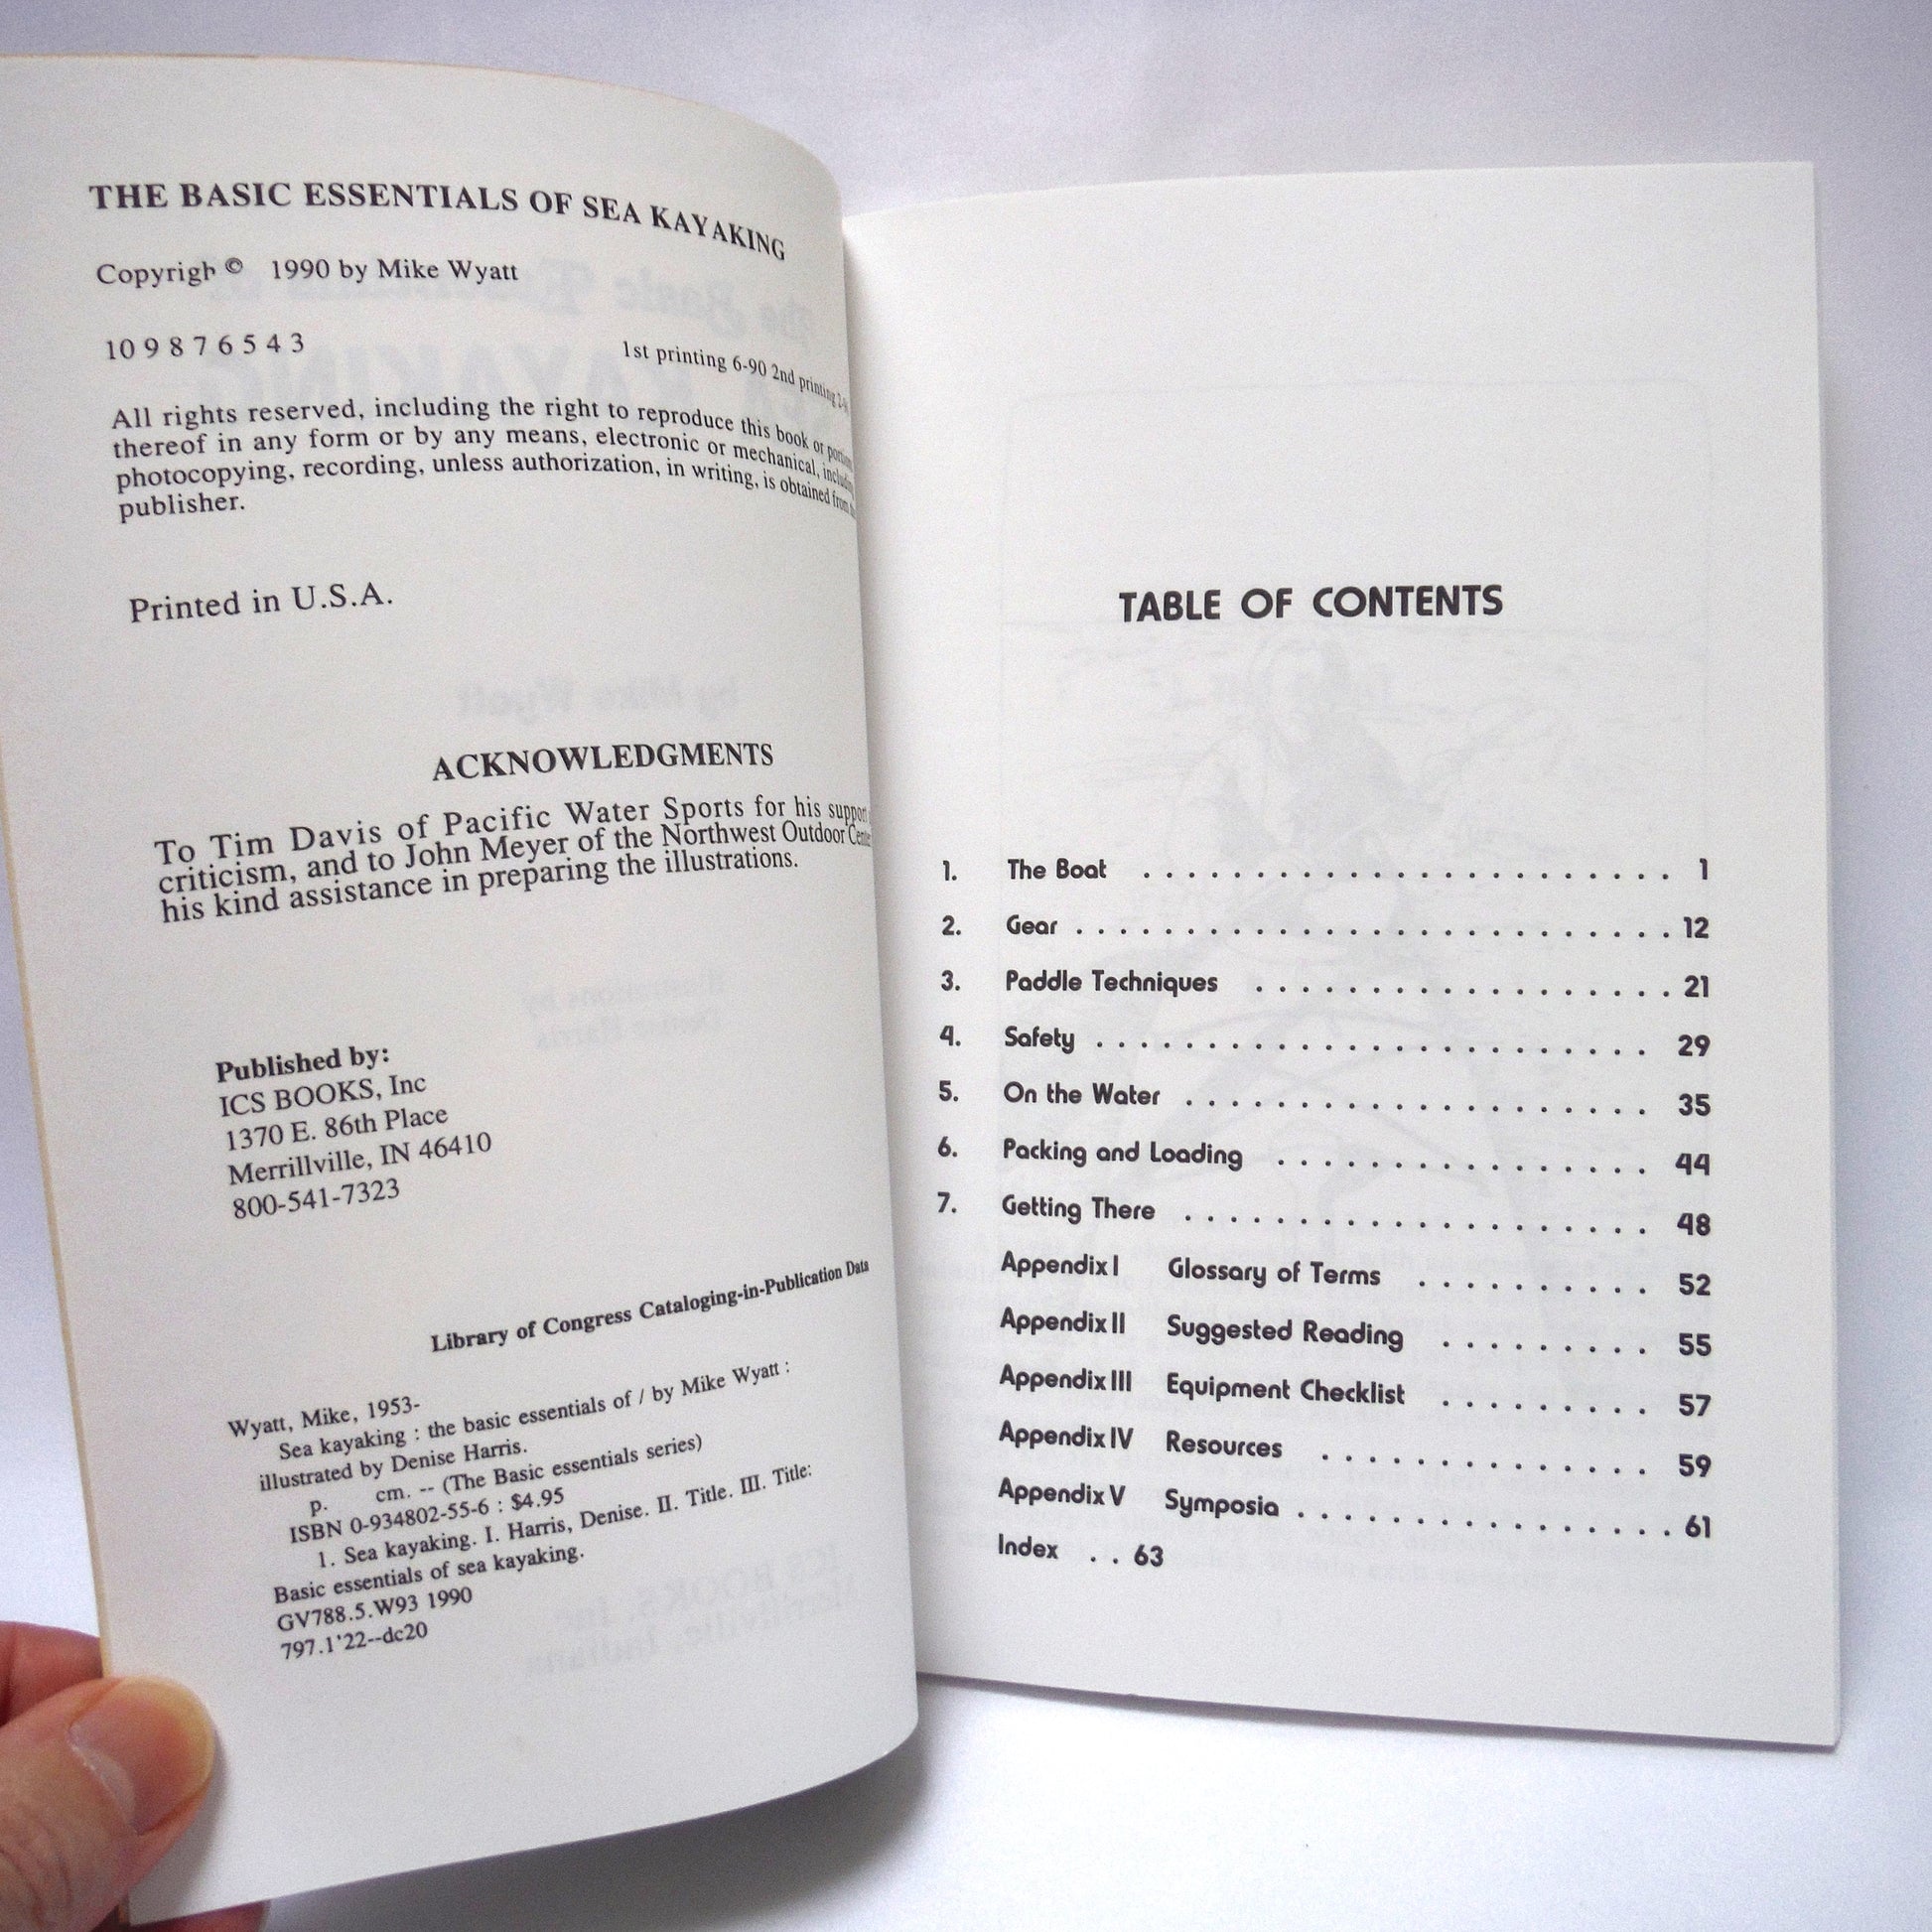 THE BASIC ESSENTIALS OF SEA KAYAKING
Copyrigh © 1990 by Mike Wyatt
10 9 8 7 6 5 4 3
1st printing 6-90 2nd printing
All rights reserved, including the right to reproduce this book or
thereof in any form or by any means, electronic or mechanical,
photocopying, recording, unless authorization, in writing, is obtained from
publisher.
Printed in U.S.A.
ACKNOWLEDGMENTS
To Tim Davis of Pacific Water Sports for his support
criticism, and to John Meyer of the Northwest Outdoor
his kind assistance in preparing the illustrations.
Published by:
ICS BOOKS, Inc
1370 E. 86th Place
Merrillville, IN 46410
800-541-7323
Library of Congress Cataloging-in-Publication Data
Wyatt, Mike, 1953-
Sea kayaking : the basic essentials of / by Mike Wyatt :
illustrated by Denise Harris.
p. cm. -- (The Basic essentials series)
ISBN 0-934802-55-6 : $4.95
1. Sea kayaking. I. Harris, Denise. II. Title. III. Title:
Basic essentials of sea kayaking.
GV788.5.W93 1990
797.1'22--dc20
TABLE OF CONTENTS
1. The Boat . . . . . . . . . . . . . . . . . . . . . . . . 1
2. Gear . . . . . . . . . . . . . . . . . . . . . . . . . . . 12
3. Paddle Techniques . . . . . . . . . . . . . . . . . . 21
4. Safety . . . . . . . . . . . . . . . . . . . . . . . . 29
5. On the Water . . . . . . . . . . . . . . . . . . . . 35
6. Packing and Loading . . . . . . . . . . . . . . . . 44
7. Getting There . . . . . . . . . . . . . . . . . . . . 48
Appendix I Glossary of Terms . . . . . . . . . . 52
Appendix II Suggested Reading . . . . . . . . . 55
Appendix III Equipment Checklist . . . . . . . . . 57
Appendix IV Resources . . . . . . . . . . . . . . 59
Appendix V Symposia . . . . . . . . . . . . . . . . 61
Index . . 63